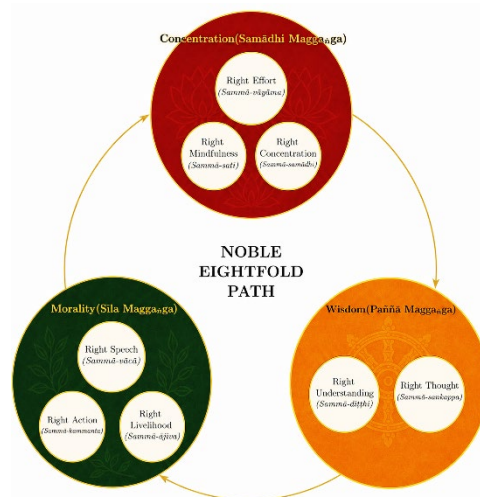 Concentration(Samādhi Maggaṅga)
Right Effort
(Sammā-vāyāma)
Right
Mindfulness
(Sammā-sati)
Right
Concentration
(Sammā-samādhi)
NOBLE
EIGHTFOLD
PATH
Morality(Sīla Maggaṅga)
Right Speech
(Sammā-vācā)
Right Action
(Sammā-kammanta)
Right
Livelihood
(Sammā-ājīva)
Wisdom(Paññā Maggaṅga)
Right
Understanding
(Sammā-diṭṭhi)
Right Thought
(Sammā-saṅkappa)